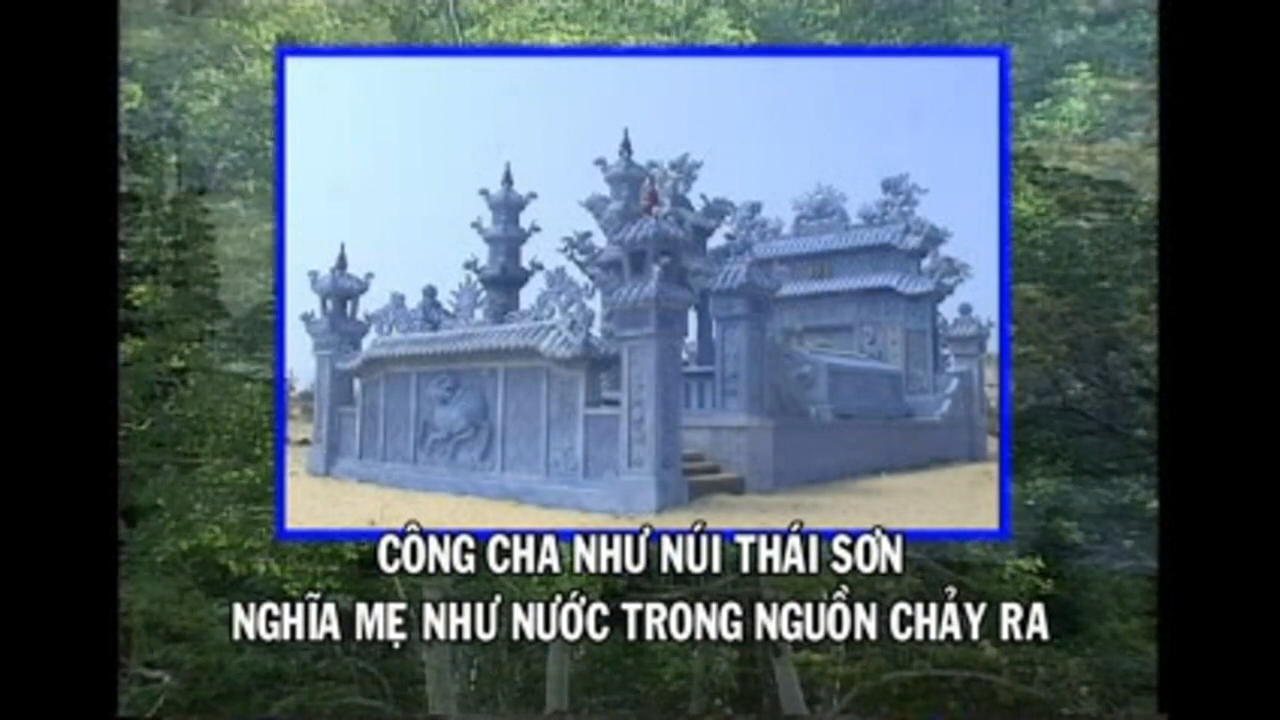 CÔNG CHA NHƯ NÚI THÁI SƠN
NGHĨA MẸ NHƯ NƯỚC TRONG NGUỒN CHẢY RA